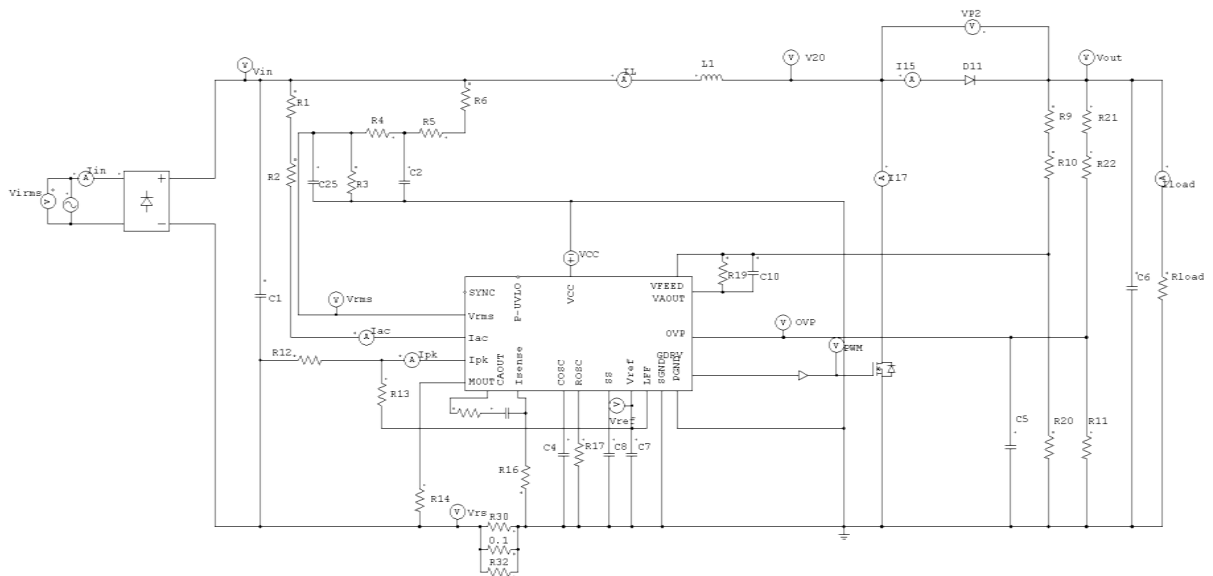 VP2
Vin
IL
L1
V20
I15
D11
Vout
R1
R6
R4
R5
R9
R21
R2
C25
R3
C2
R10
R22
Iin
Virms
I17
Iload
VCC
R19
C10
C6
Rload
C1
SYNC
P-UVLO
VCC
VFEED
VAOUT
Vrms
Vrms
Iac
Iac
OVP
OVP
R12
Ipk
Ipk
GDRV
PWM
MOUT
CAOUT
Isense
COSC
ROSC
SS
Vref
LFF
SGND
PGND
R13
Vref
R14
R16
C4
R17
C8
C7
C5
R20
R11
Vrs
R30
0.1
R32